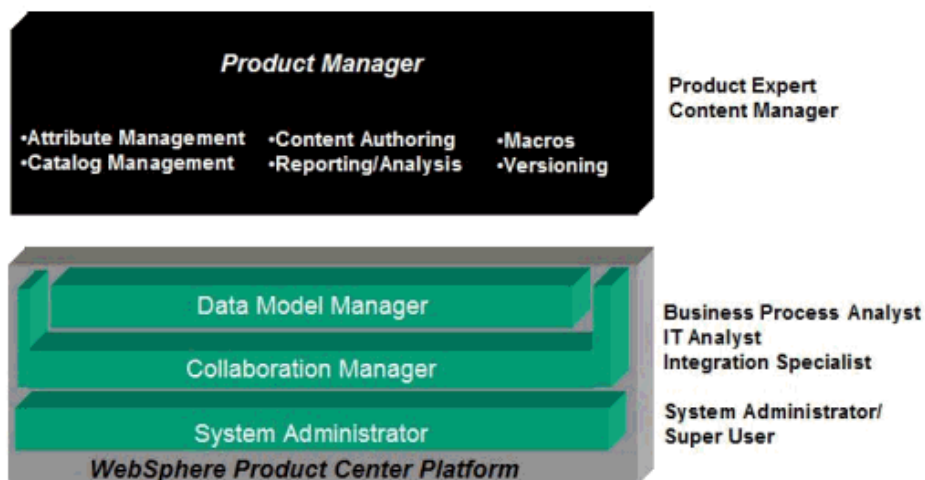 Product Manager
•Attribute Management •Content Authoring •Macros
•Catalog Management •Reporting/Analysis •Versioning
Product Expert
Content Manager
Data Model Manager
Collaboration Manager
Business Process Analyst
IT Analyst
Integration Specialist
System Administrator
System Administrator/
Super User
WebSphere Product Center Platform